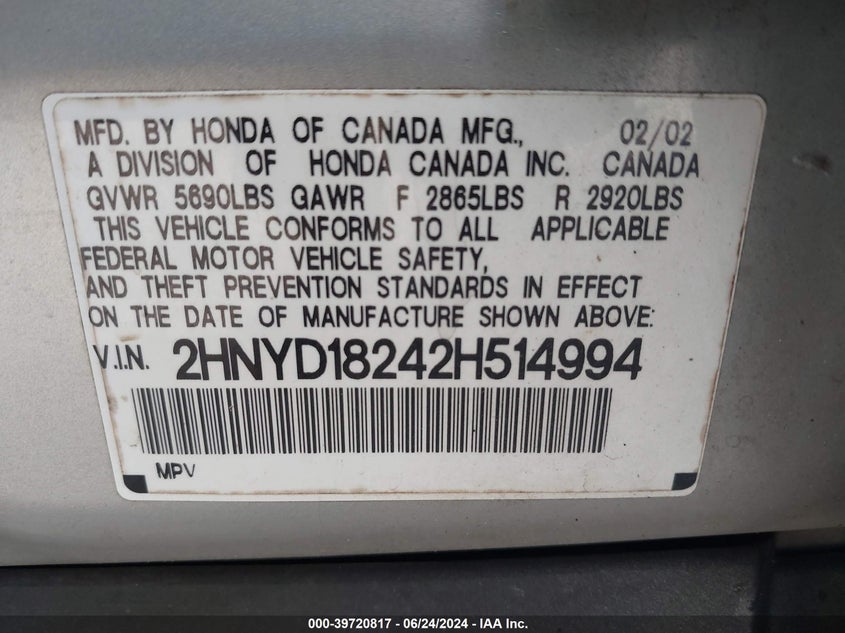 MFD. BY HONDA OF CANADA MFG., 02/02
A DIVISION OF HONDA CANADA INC. CANADA
GVWR 5690LBS GAWR F 2865LBS R 2920LBS
THIS VEHICLE CONFORMS TO ALL APPLICABLE
FEDERAL MOTOR VEHICLE SAFETY,
AND THEFT PREVENTION STANDARDS IN EFFECT
ON THE DATE OF MANUFACTURE SHOWN ABOVE:
V.I.N. 2HNYD18242H514994
MPV
000-39720817 - 06/24/2024 - IAA Inc.